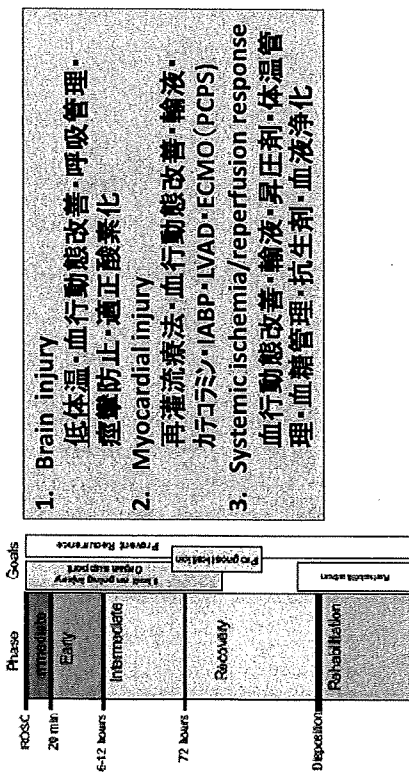 Phase
Goals
ROSC
Immediate
20 min
Early
6-12 hours
Intermediate
72 hours
Recovery
Disposition
Rehabilitation
Limit ongoing injury
Organ support
Prevent Recurrence
Prognostication
Rehabilitation
1. Brain injury
低体温・血行動態改善・呼吸管理・
痙攣防止・適正酸素化
2. Myocardial injury
再灌流療法・血行動態改善・輸液・
カテコラミン・IABP・LVAD・ECMO（PCPS）
3. Systemic ischemia/reperfusion response
血行動態改善・輸液・昇圧剤・体温管
理・血糖管理・抗生剤・血液浄化